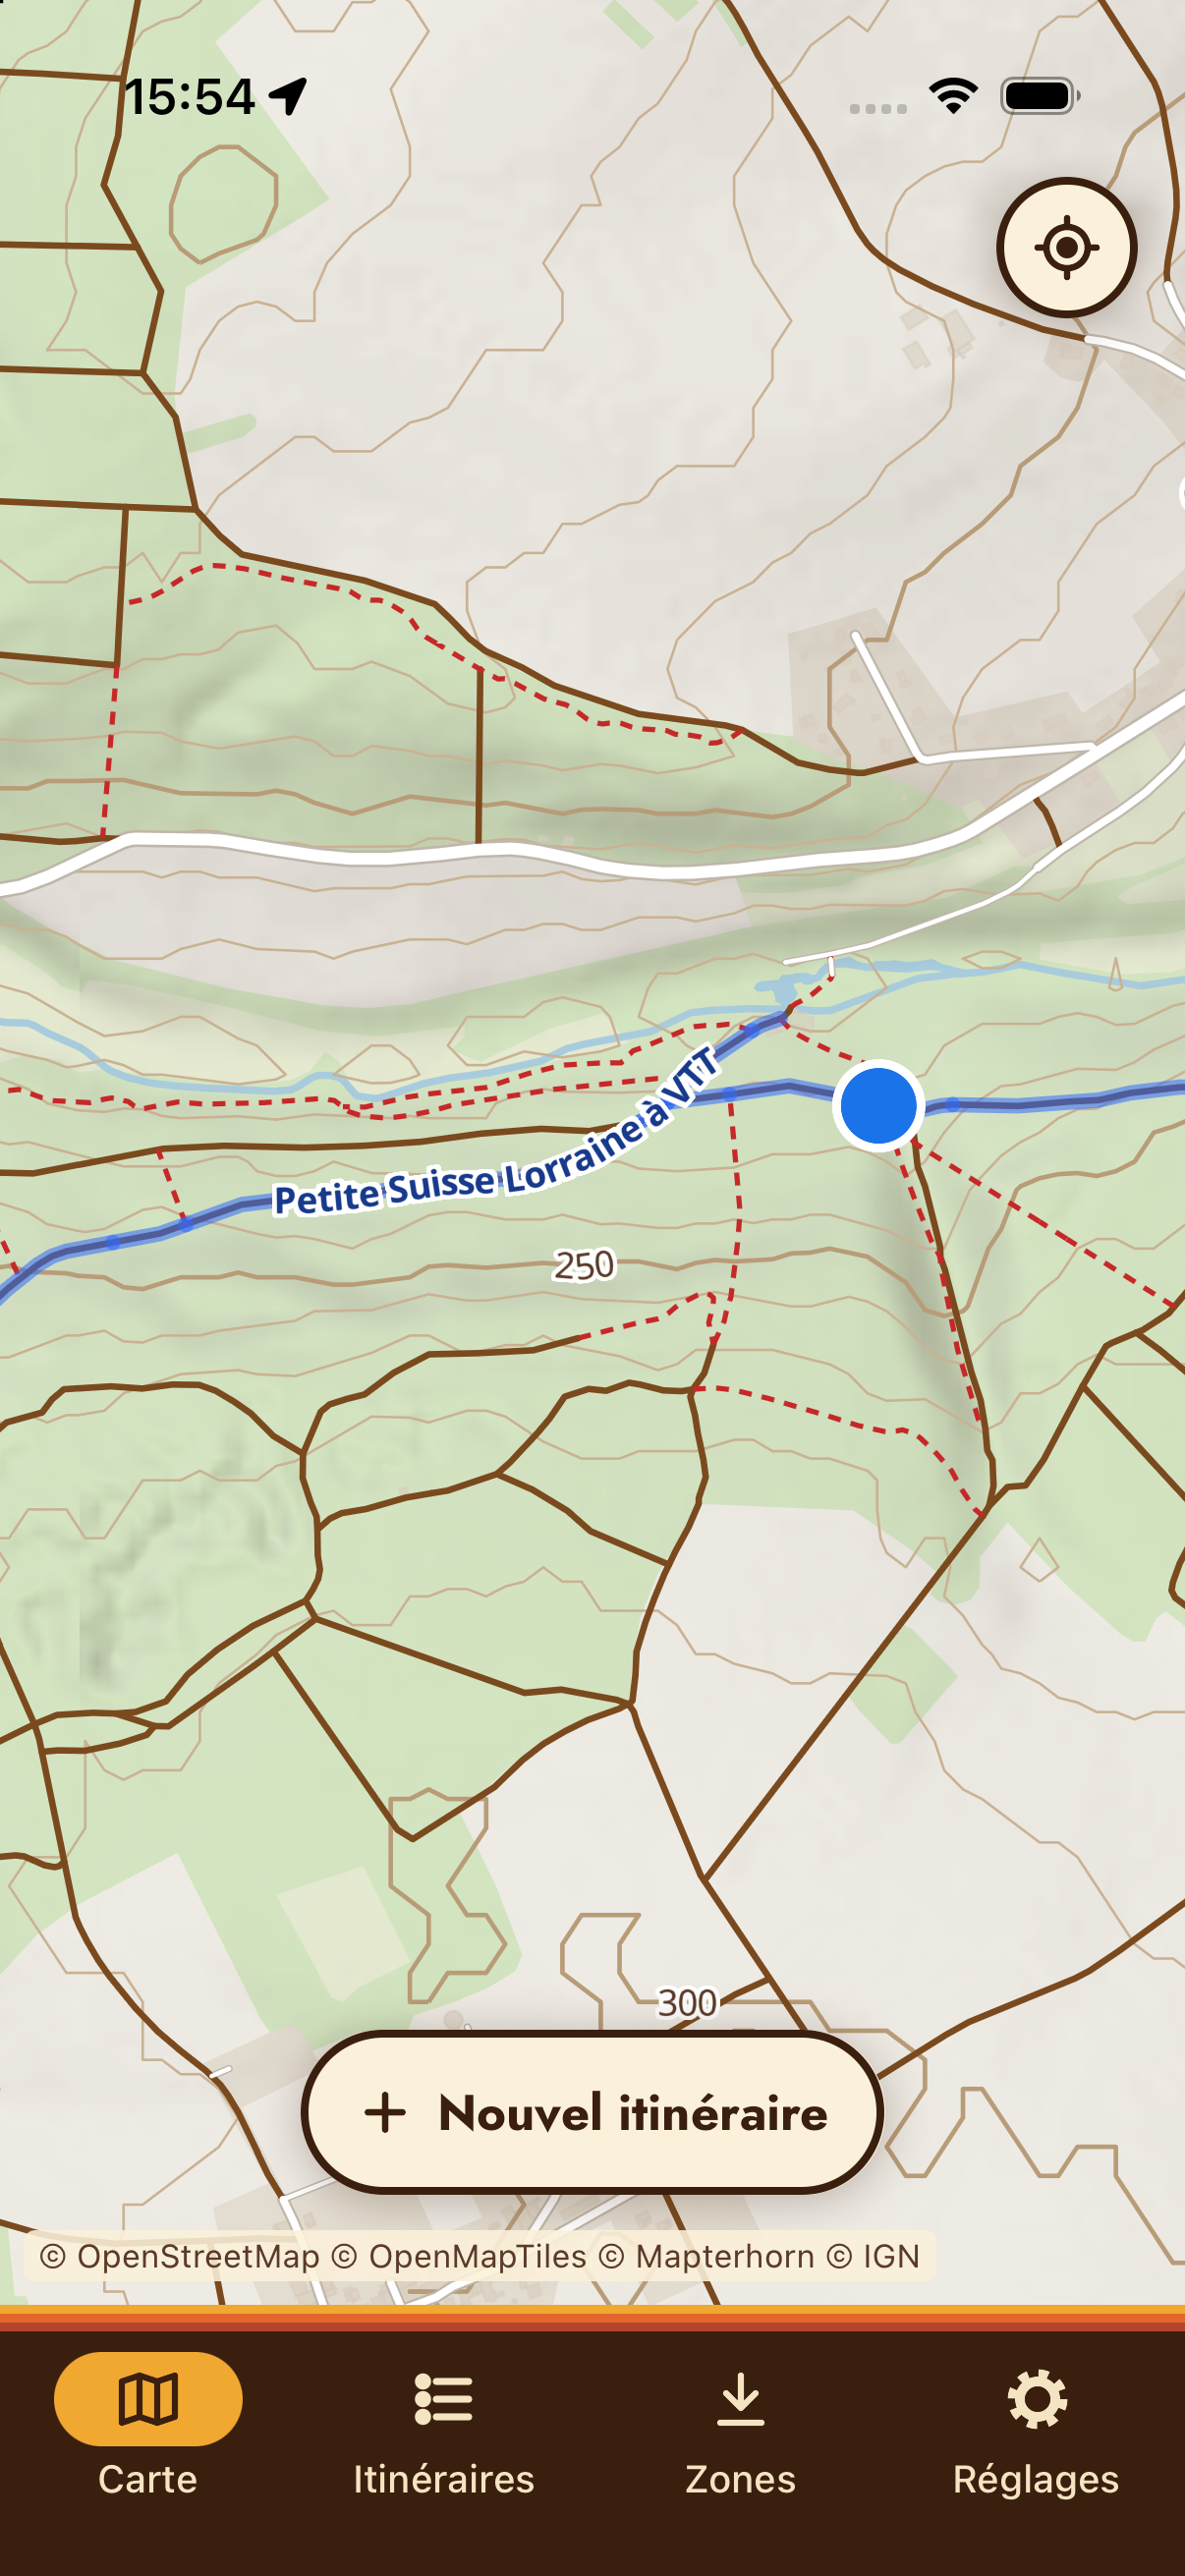 15:54
Petite Suisse Lorraine à VTT
250
300
Nouvel itinéraire
© OpenStreetMap © OpenMapTiles © Mapterhorn © IGN
Carte
Itinéraires
Zones
Réglages